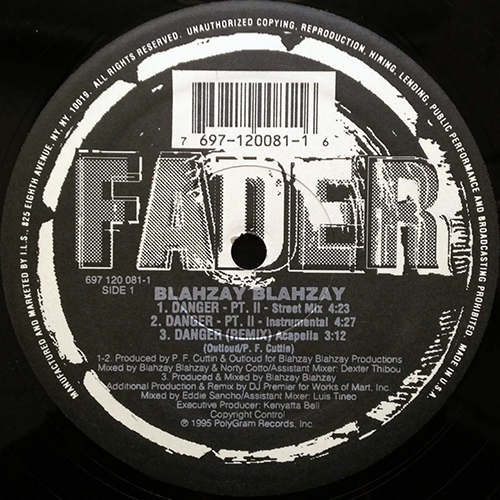 MANUFACTURED AND MARKETED BY I.L.S., 825 EIGHTH AVENUE, NY, NY, 10019. ALL RIGHTS RESERVED. UNAUTHORIZED COPYING, REPRODUCTION, HIRING, LENDING, PUBLIC PERFORMANCE AND BROADCASTING PROHIBITED. MADE IN U.S.A.
7 697-120081-1 6
FADER
697 120 081-1
SIDE 1
BLAHZAY BLAHZAY
1. DANGER - PT. II - Street Mix 4:23
2. DANGER - PT. II - Instrumental 4:27
3. DANGER (REMIX) Acapella 3:12
(Outloud/P. F. Cuttin)
1-2. Produced by P. F. Cuttin & Outloud for Blahzay Blahzay Productions
Mixed by Blahzay Blahzay & Norty Cotto/Assistant Mixer: Dexter Thibou
3. Produced & Mixed by Blahzay Blahzay
Additional Production & Remix by DJ Premier for Works of Mart, Inc.
Mixed by Eddie Sancho/Assistant Mixer: Luis Tineo
Executive Producer: Kenyatta Bell
Copyright Control
℗ 1995 PolyGram Records, Inc.